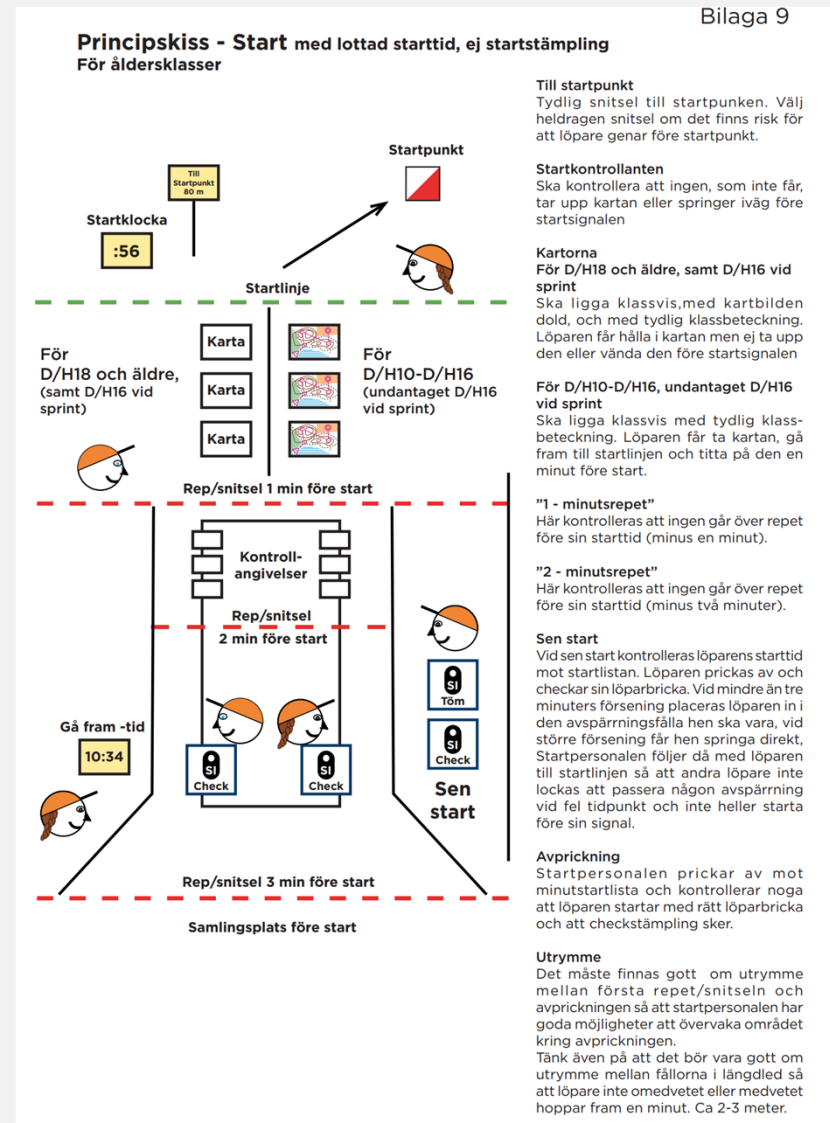 Bilaga 9
Principskiss - Start med lottad starttid, ej startstämpling
För åldersklasser
Startpunkt
Till
Startpunkt
80 m
Startklocka
:56
Startlinje
För
D/H18 och äldre,
(samt D/H16 vid
sprint)
Karta
Karta
Karta
För
D/H10-D/H16
(undantaget D/H16
vid sprint)
Rep/snitsel 1 min före start
Kontroll-
angivelser
Rep/snitsel
2 min före start
Gå fram -tid
10:34
SI
Check
SI
Check
SI
Töm
SI
Check
Sen
start
Rep/snitsel 3 min före start
Samlingsplats före start
Till startpunkt
Tydlig snitsel till startpunken. Välj
heldragen snitsel om det finns risk för
att löpare genar före startpunkt.
Startkontrollanten
Ska kontrollera att ingen, som inte får,
tar upp kartan eller springer iväg före
startsignalen
Kartorna
För D/H18 och äldre, samt D/H16 vid
sprint
Ska ligga klassvis,med kartbilden
dold, och med tydlig klassbeteckning.
Löparen får hålla i kartan men ej ta upp
den eller vända den före startsignalen
För D/H10-D/H16, undantaget D/H16
vid sprint
Ska ligga klassvis med tydlig klass-
beteckning. Löparen får ta kartan, gå
fram till startlinjen och titta på den en
minut före start.
"1 - minutsrepet"
Här kontrolleras att ingen går över repet
före sin starttid (minus en minut).
"2 - minutsrepet"
Här kontrolleras att ingen går över repet
före sin starttid (minus två minuter).
Sen start
Vid sen start kontrolleras löparens starttid
mot startlistan. Löparen prickas av och
checkar sin löparbricka. Vid mindre än tre
minuters försening placeras löparen in i
den avspärrningsfålla hen ska vara, vid
större försening får hen springa direkt,
Startpersonalen följer då med löparen
till startlinjen så att andra löpare inte
lockas att passera någon avspärrning
vid fel tidpunkt och inte heller starta
före sin signal.
Avprickning
Startpersonalen prickar av mot
minutstartlista och kontrollerar noga
att löparen startar med rätt löparbricka
och att checkstämpling sker.
Utrymme
Det måste finnas gott om utrymme
mellan första repet/snitseln och
avprickningen så att startpersonalen har
goda möjligheter att övervaka området
kring avprickningen.
Tänk även på att det bör vara gott om
utrymme mellan fållorna i längdled så
att löpare inte omedvetet eller medvetet
hoppar fram en minut. Ca 2-3 meter.